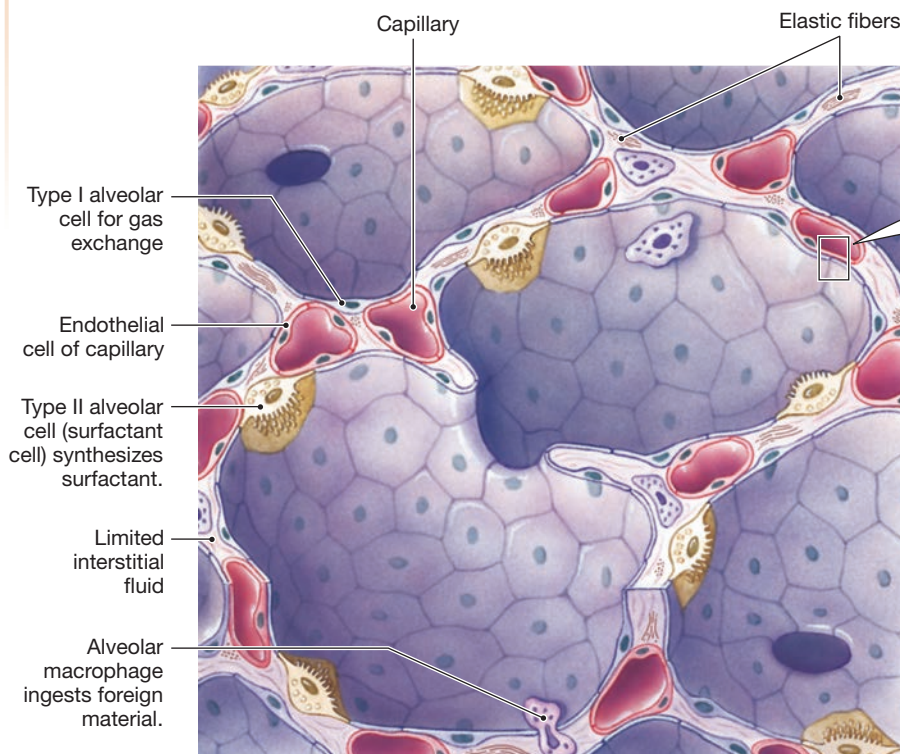 Capillary
Elastic fibers
Type I alveolar
cell for gas
exchange
Endothelial
cell of capillary
Type II alveolar
cell (surfactant
cell) synthesizes
surfactant.
Limited
interstitial
fluid
Alveolar
macrophage
ingests foreign
material.